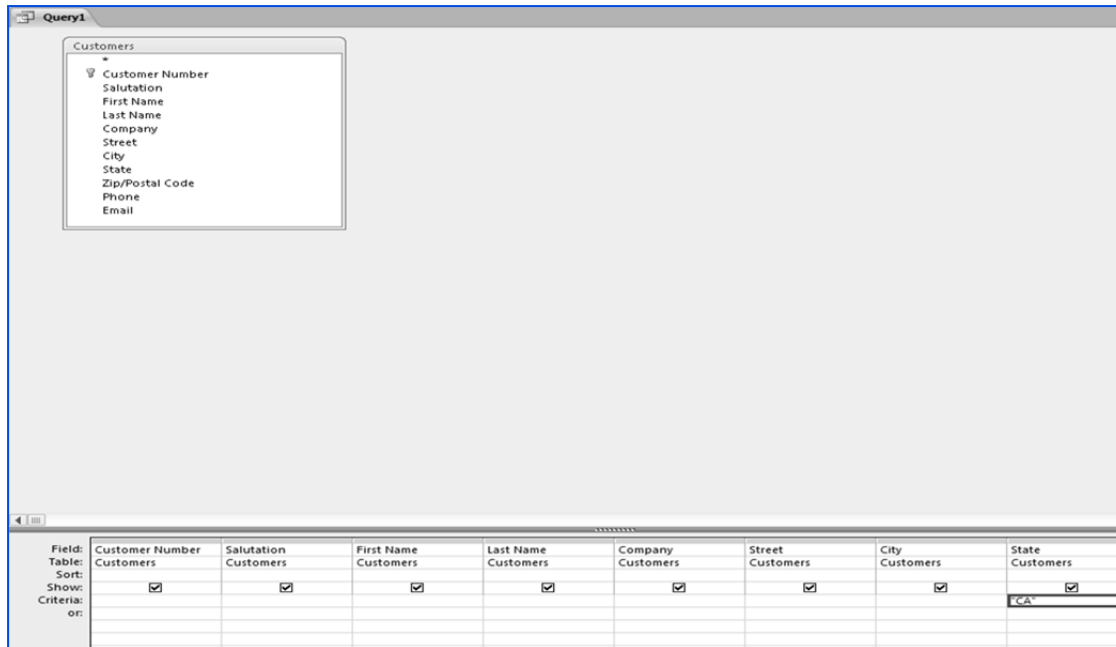 Query1
Customers
*
Customer Number
Salutation
First Name
Last Name
Company
Street
City
State
Zip/Postal Code
Phone
Email
Field: Customer Number Salutation First Name Last Name Company Street City State
Table: Customers Customers Customers Customers Customers Customers Customers Customers
Sort:
Show:
Criteria: "CA"
or: